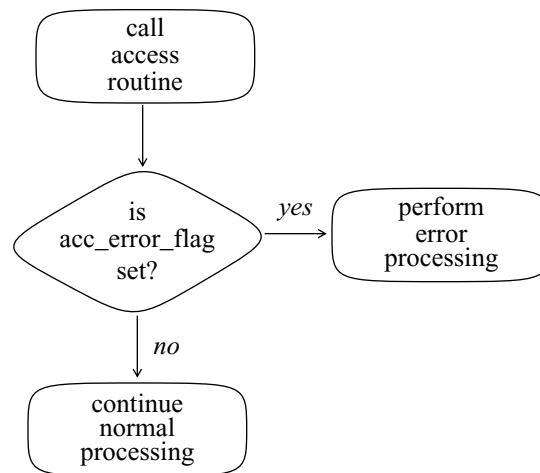 call
access
routine
is
acc_error_flag
set?
yes
perform
error
processing
no
continue
normal
processing